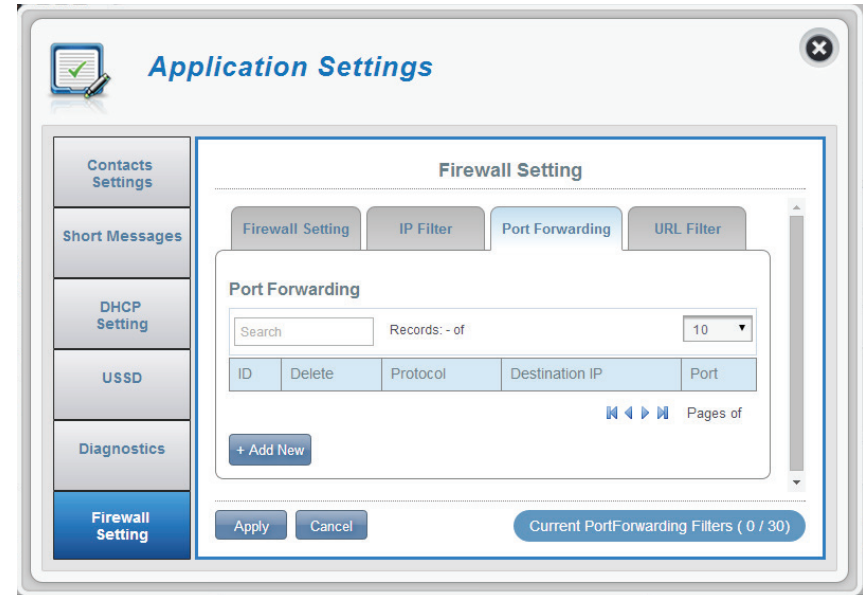 Application Settings
Contacts
Settings
Short Messages
DHCP
Setting
USSD
Diagnostics
Firewall
Setting
Firewall Setting
Firewall Setting IP Filter Port Forwarding URL Filter
Port Forwarding
Search Records: - of 10
ID Delete Protocol Destination IP Port
Pages of
+ Add New
Apply Cancel Current PortForwarding Filters ( 0 / 30)